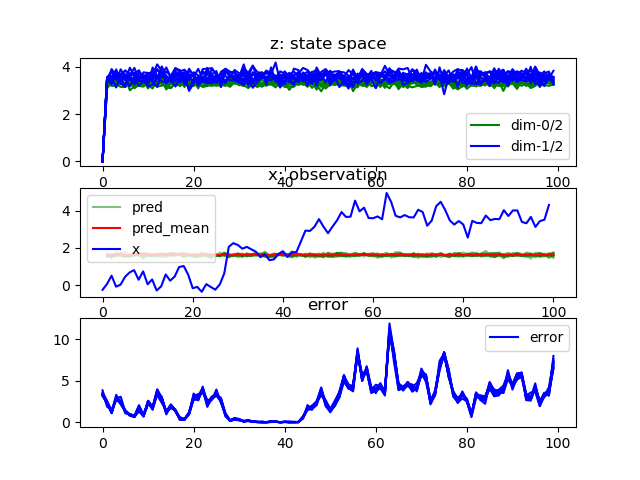 z: state space
4
2
0
dim-0/2
dim-1/2
0 20 40 60 80 100
x: observation
4
2
0
pred
pred_mean
x
0 20 40 60 80 100
error
10
5
0
error
0 20 40 60 80 100